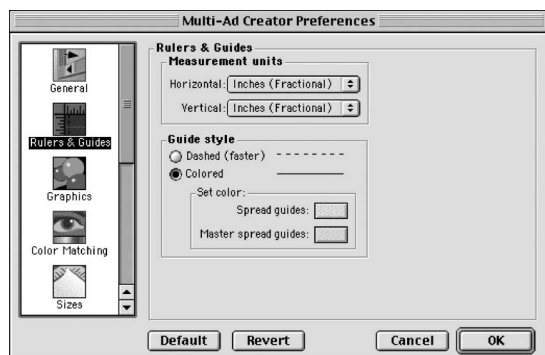 Multi-Ad Creator Preferences
General
Rulers & Guides
Graphics
Color Matching
Sizes
Rulers & Guides
Measurement units
Horizontal: Inches (Fractional)
Vertical: Inches (Fractional)
Guide style
Dashed (faster)
Colored
Set color:
Spread guides:
Master spread guides:
Default Revert Cancel OK